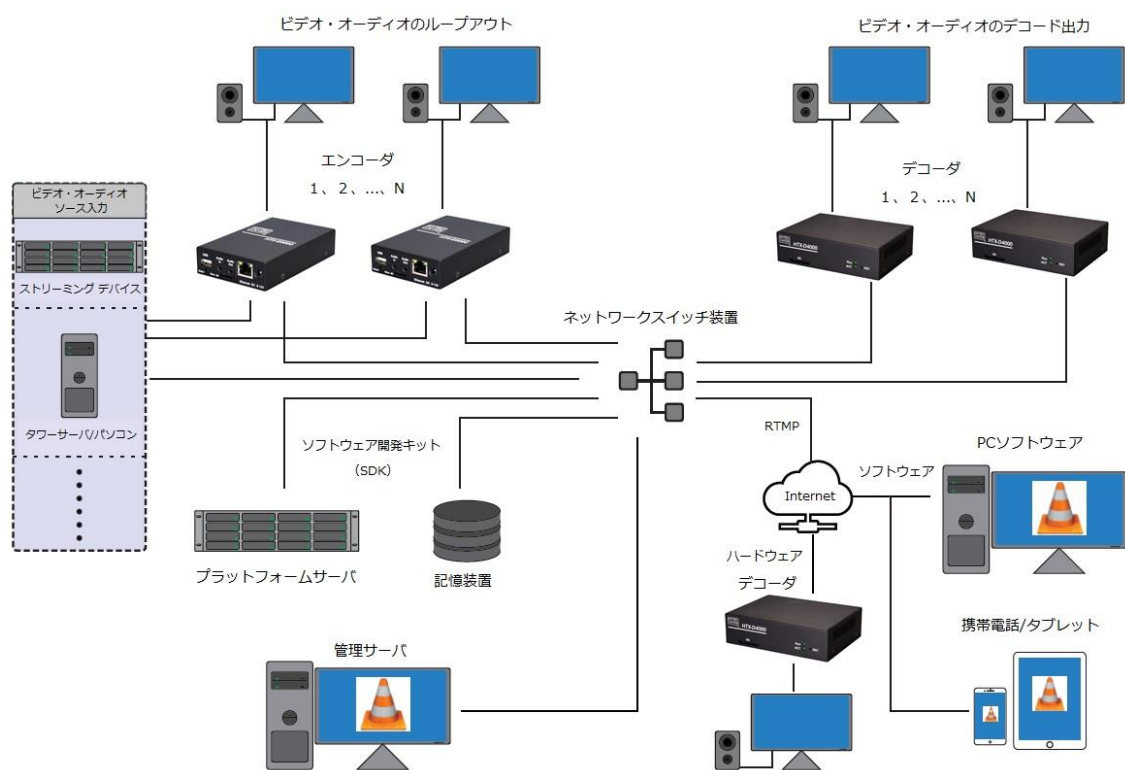 ビデオ・オーディオのループアウト
ビデオ・オーディオのデコード出力
エンコーダ
1、2、...、N
デコーダ
1、2、...、N
ビデオ・オーディオ
ソース入力
ストリーミング デバイス
タワーサーバ/パソコン
HTX-D4000
HTX-D4000
ネットワークスイッチ装置
ソフトウェア開発キット
（SDK）
RTMP
Internet
ソフトウェア
PCソフトウェア
プラットフォームサーバ
記憶装置
ハードウェア
デコーダ
HTX-D4000
携帯電話/タブレット
管理サーバ